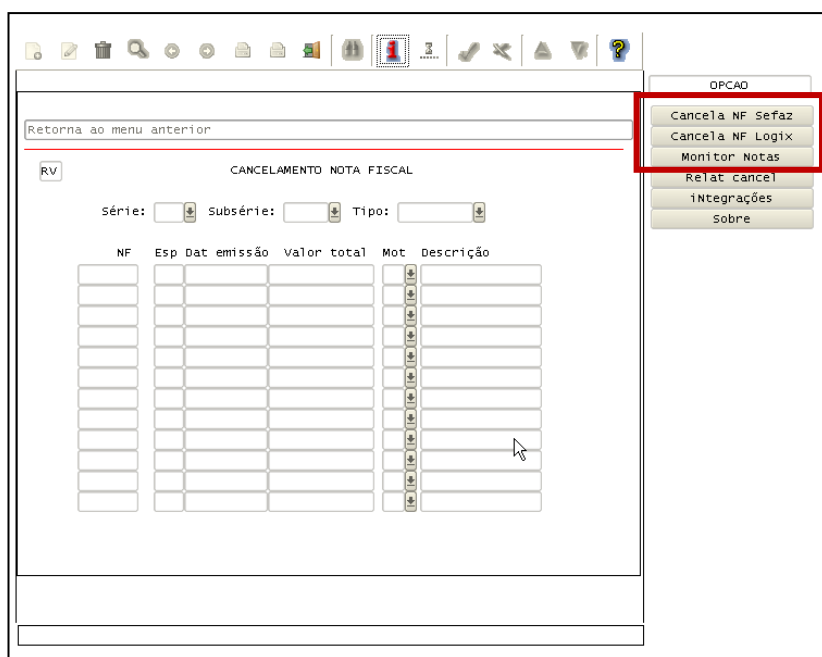 OPCAO
Cancela NF Sefaz
Cancela NF Logix
Monitor Notas
Relat cancel
iNtegrações
Sobre
Retorna ao menu anterior
RV CANCELAMENTO NOTA FISCAL
Série: Subsérie: Tipo:
NF Esp Dat emissão Valor total Mot Descrição